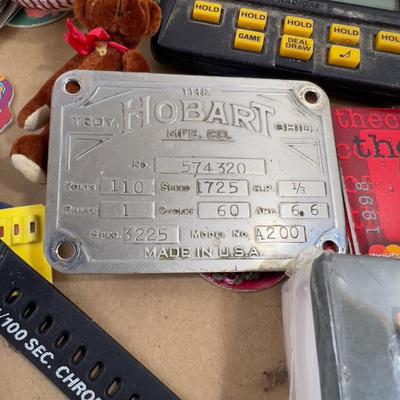 HOLD HOLD HOLD HOLD
GAME DEAL DRAW $
THE
TROY, HOBART OHIO.
MFG. CO.
NO. 574320
VOLTS 110 SPEED 1725 H.P. 1/3
PHASE 1 CYCLES 60 AMP. 6.6
SPEC. 3225 MODEL NO. A200
MADE IN U.S.A.
thec
the
1998
/100 SEC. CHRO